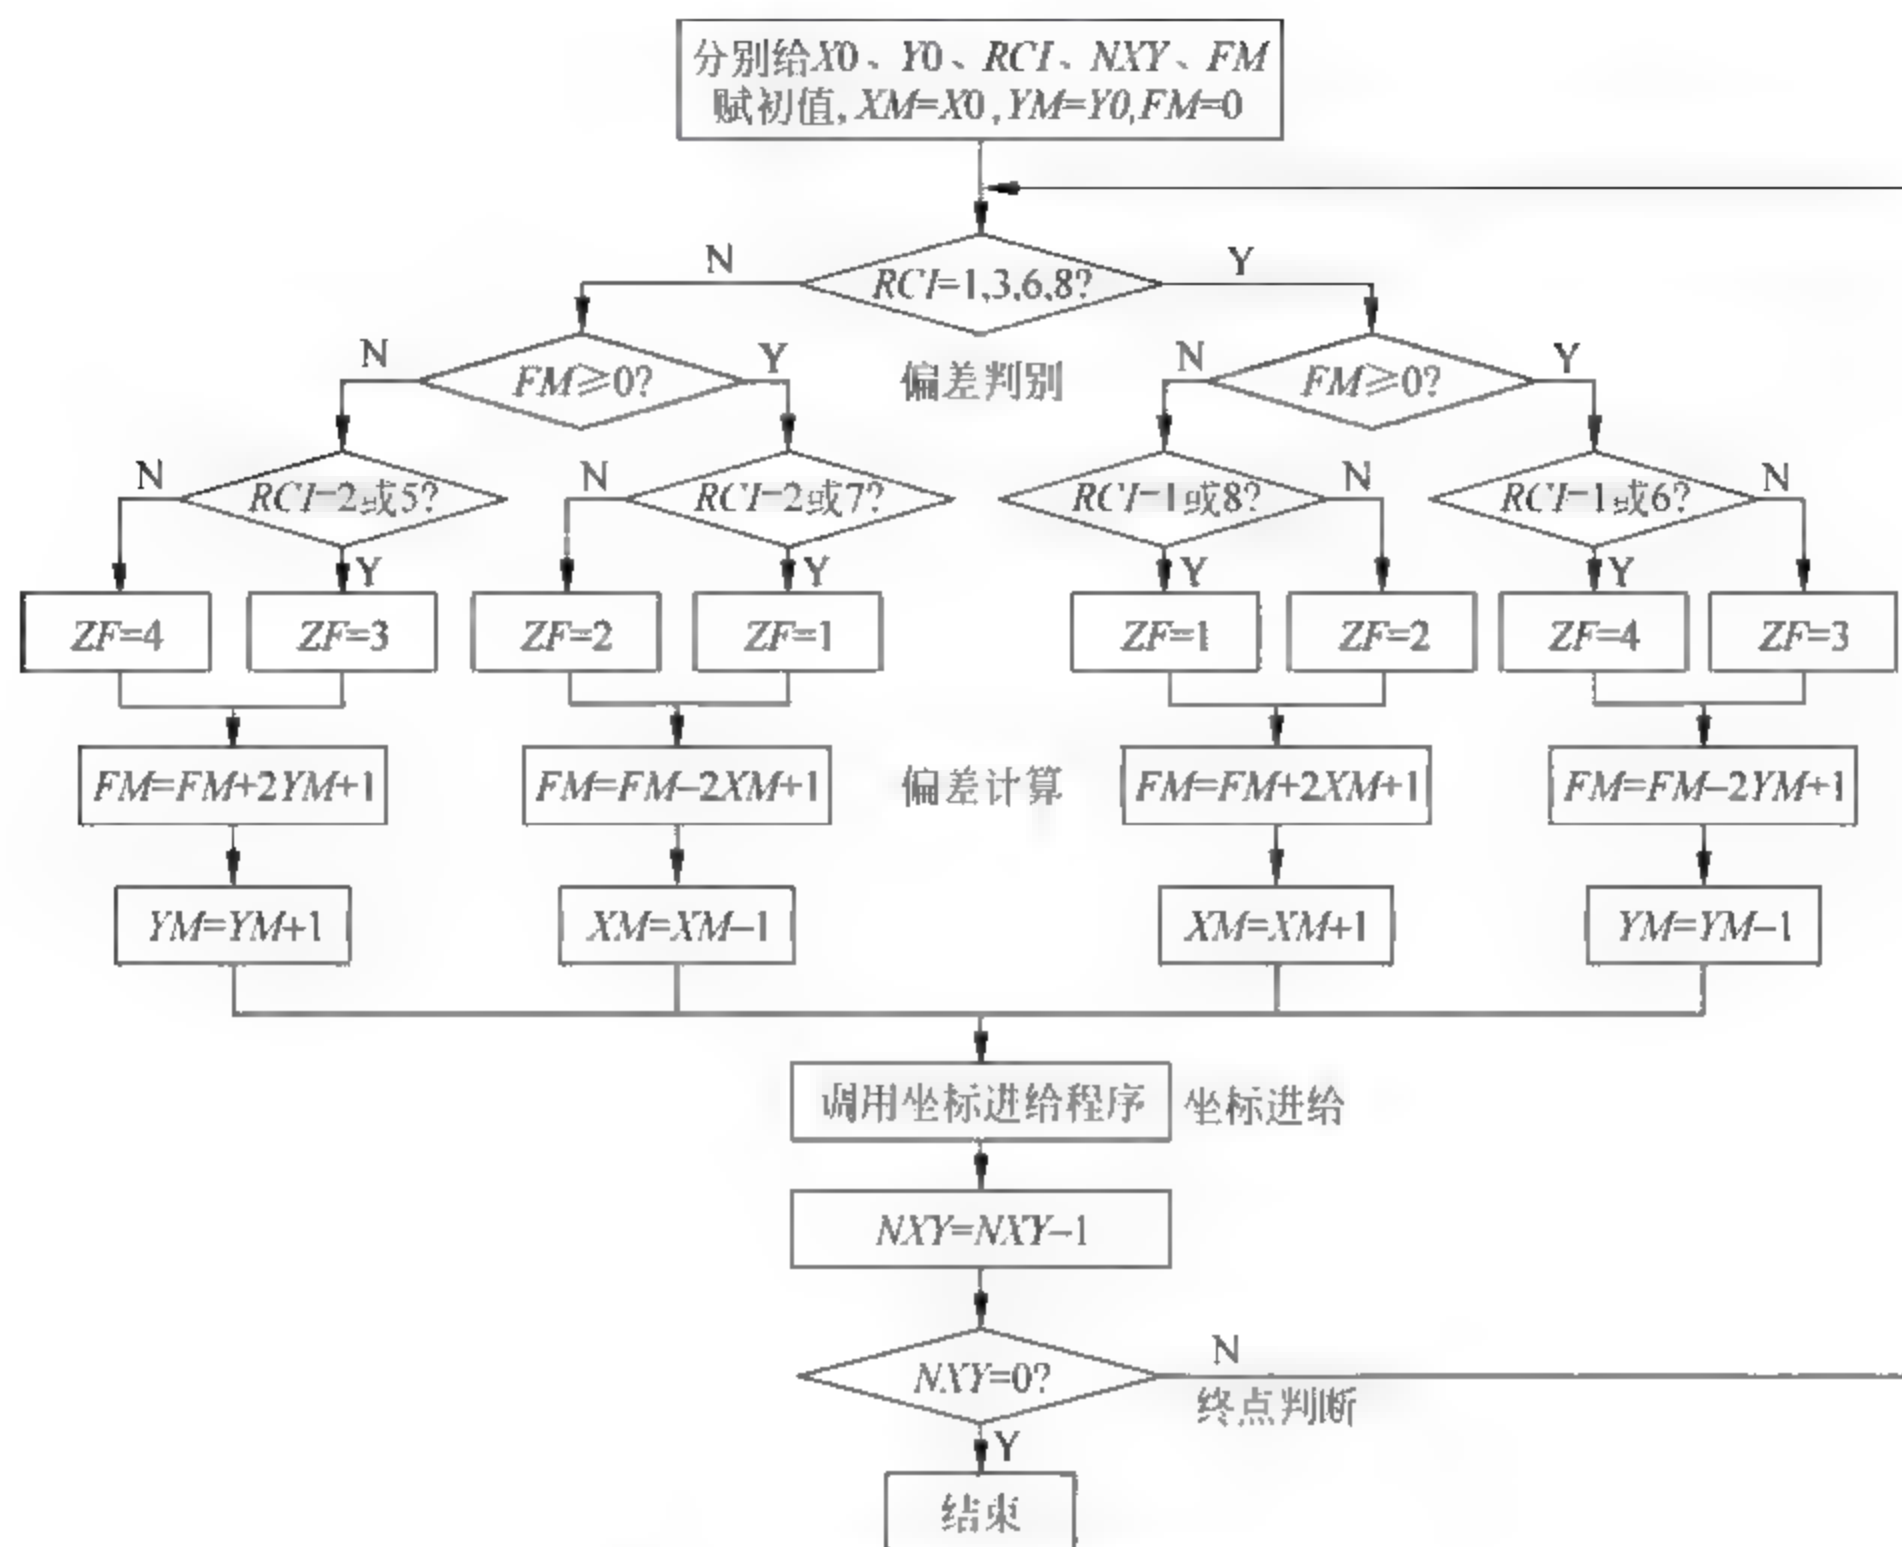 分别给X0、Y0、RCI、NXY、FM
赋初值, XM=X0, YM=Y0,FM=0
N
RCI=1,3,6,8?
Y
N
FM≥0?
Y
偏差判别
N
FM≥0?
Y
N
RCI=2或5?
N
RCI=2或7?
RCI=1或8?
N
RCI=1或6?
N
Y
Y
Y
Y
ZF=4
ZF=3
ZF=2
ZF=1
ZF=1
ZF=2
ZF=4
ZF=3
FM=FM+2YM+1
FM=FM–2XM+1
偏差计算
FM=FM+2XM+1
FM=FM–2YM+1
YM=YM+1
XM=XM–1
XM=XM+1
YM=YM–1
调用坐标进给程序
坐标进给
NXY=NXY–1
NXY=0?
N
终点判断
Y
结束